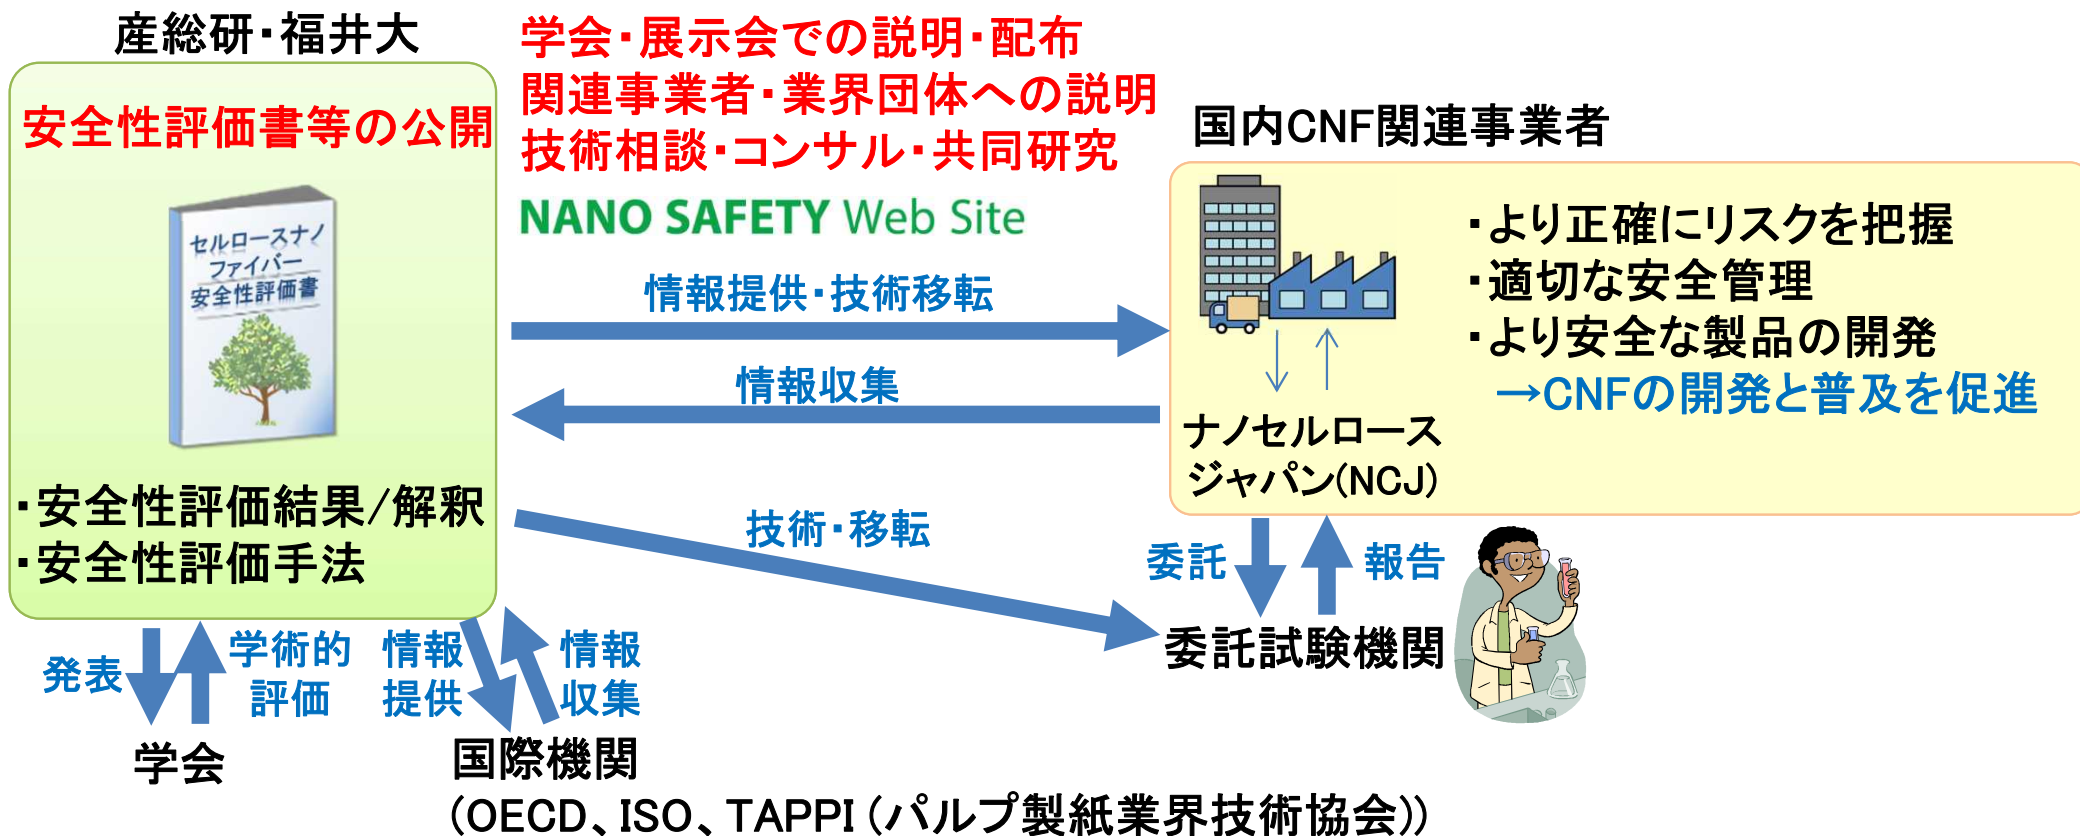 産総研・福井大
安全性評価書等の公開
セルロースナノ
ファイバー
安全性評価書
・安全性評価結果/解釈
・安全性評価手法
学会・展示会での説明・配布
関連事業者・業界団体への説明
技術相談・コンサル・共同研究
NANO SAFETY Web Site
情報提供・技術移転
情報収集
技術・移転
国内CNF関連事業者
・より正確にリスクを把握
・適切な安全管理
・より安全な製品の開発
→CNFの開発と普及を促進
ナノセルロース
ジャパン(NCJ)
委託
報告
委託試験機関
発表
学術的
評価
情報
提供
情報
収集
学会
国際機関
(OECD、ISO、TAPPI (パルプ製紙業界技術協会))